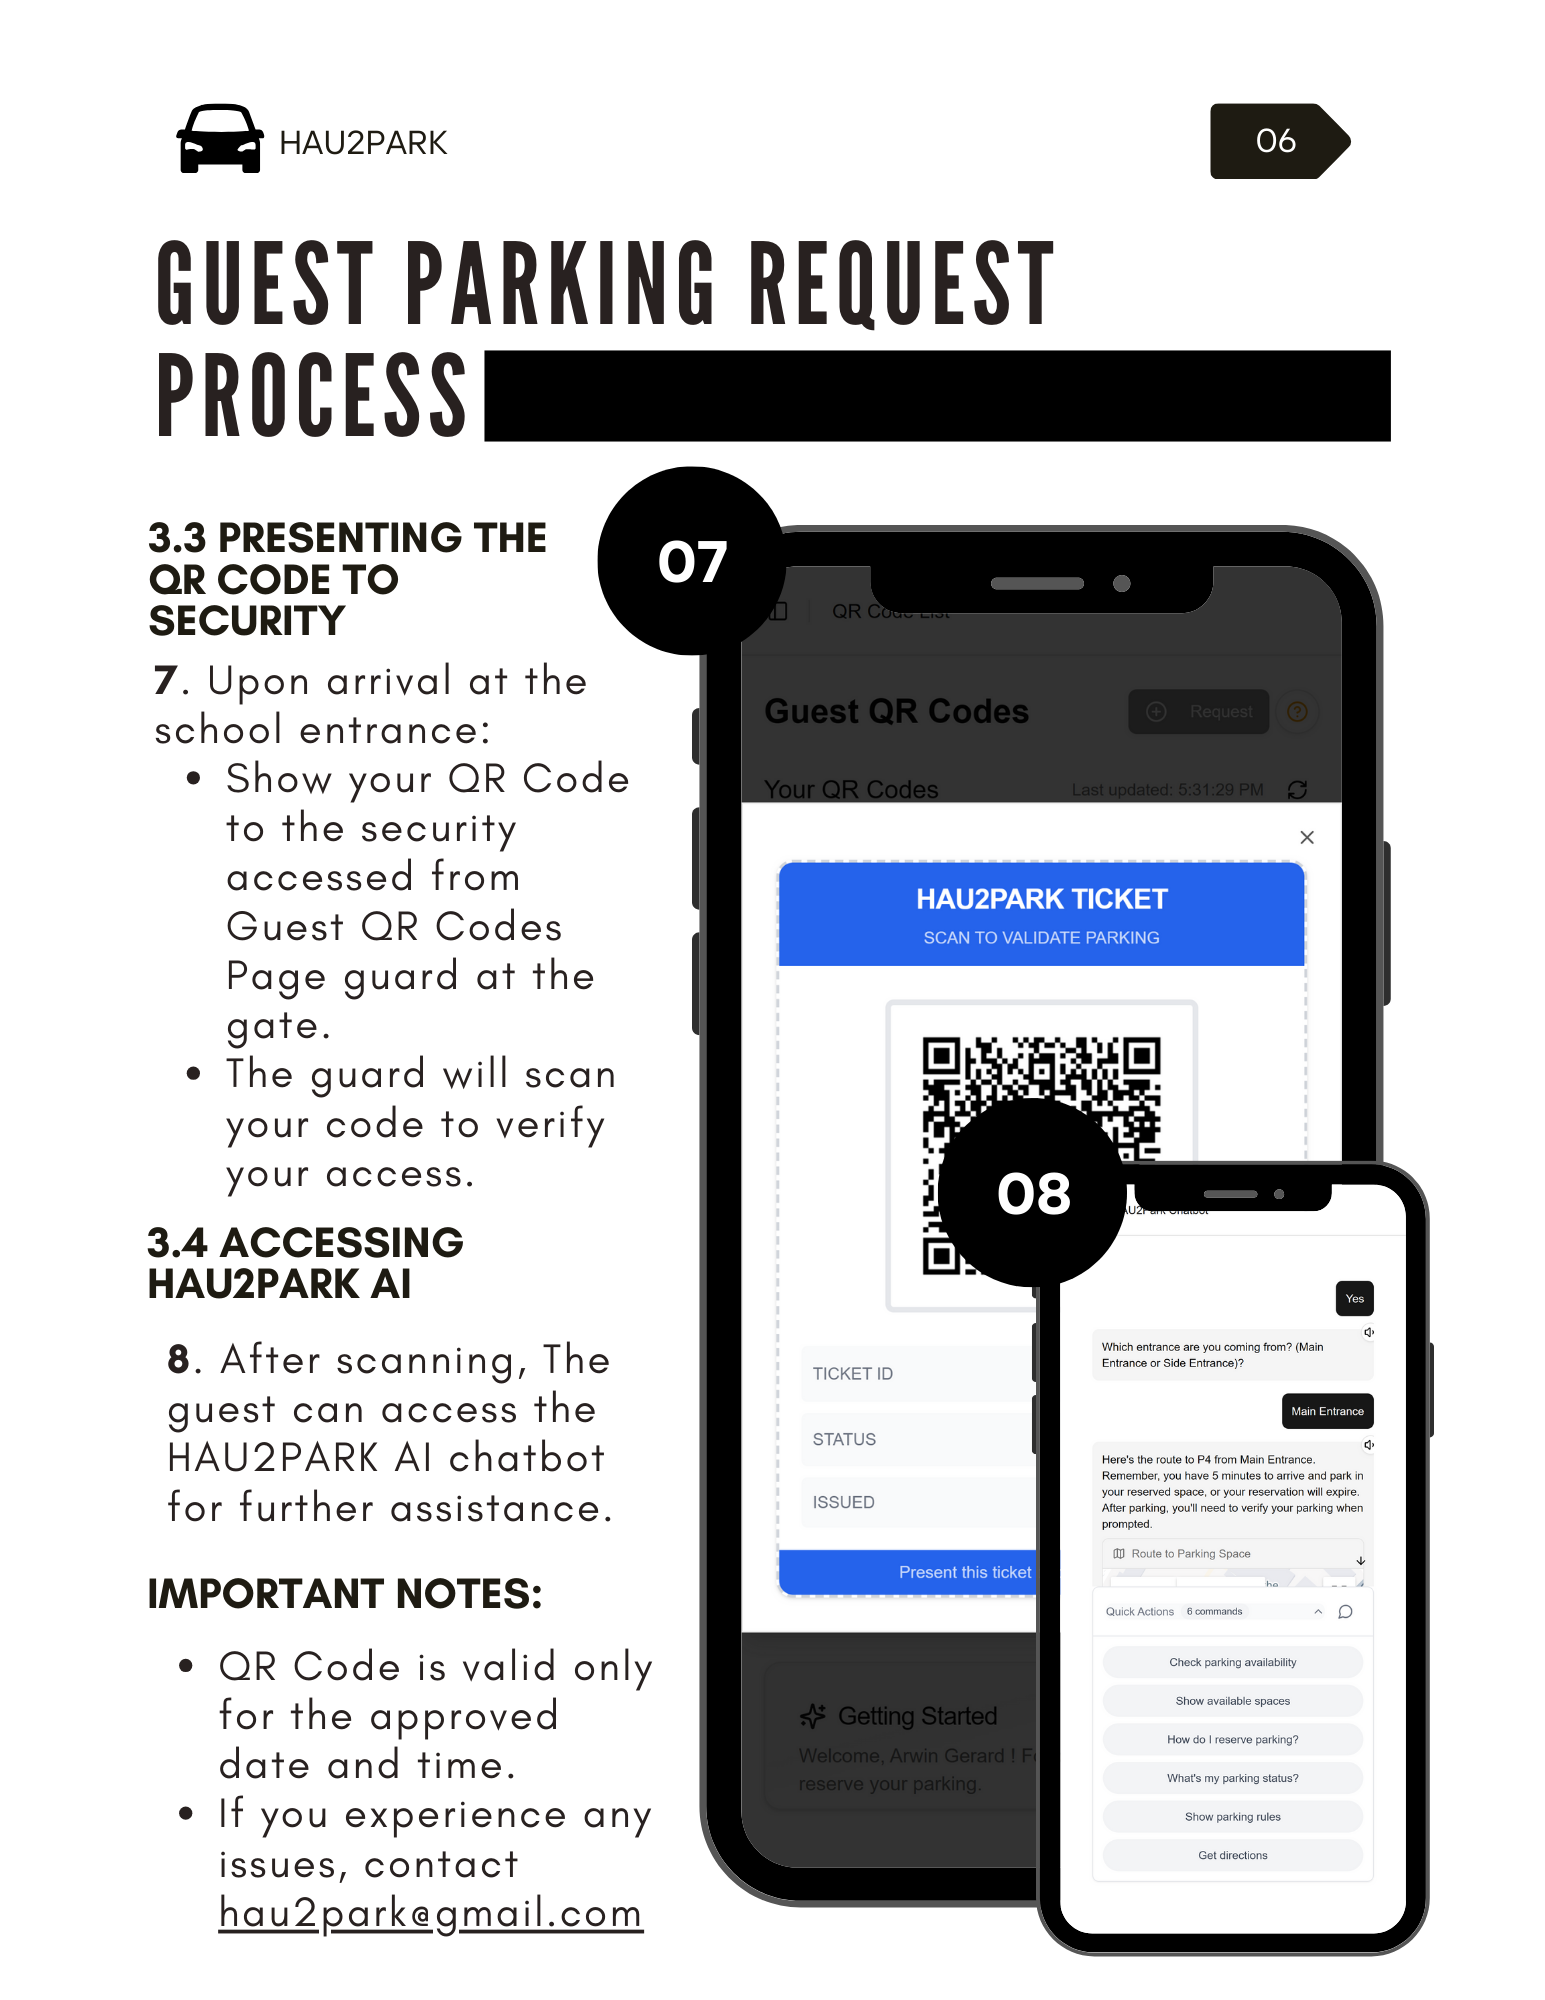 HAU2PARK
06
GUEST PARKING REQUEST
PROCESS
3.3 PRESENTING THE
QR CODE TO
SECURITY
7. Upon arrival at the
school entrance:
• Show your QR Code
to the security
accessed from
Guest QR Codes
Page guard at the
gate.
• The guard will scan
your code to verify
your access.
3.4 ACCESSING
HAU2PARK AI
8. After scanning, The
guest can access the
HAU2PARK AI chatbot
for further assistance.
IMPORTANT NOTES:
• QR Code is valid only
for the approved
date and time.
• If you experience any
issues, contact
hau2park@gmail.com
07
QR Code List
Guest QR Codes
Request
Your QR Codes
Last updated: 5:31:29 PM
HAU2PARK TICKET
SCAN TO VALIDATE PARKING
TICKET ID
STATUS
ISSUED
Present this ticket
Getting Started
Welcome, Arwin Gerard ! F
reserve your parking.
08
AU2Park Chatbot
Yes
Which entrance are you coming from? (Main
Entrance or Side Entrance)?
Main Entrance
Here's the route to P4 from Main Entrance.
Remember, you have 5 minutes to arrive and park in
your reserved space, or your reservation will expire.
After parking, you'll need to verify your parking when
prompted.
Route to Parking Space
Quick Actions 6 commands
Check parking availability
Show available spaces
How do I reserve parking?
What's my parking status?
Show parking rules
Get directions